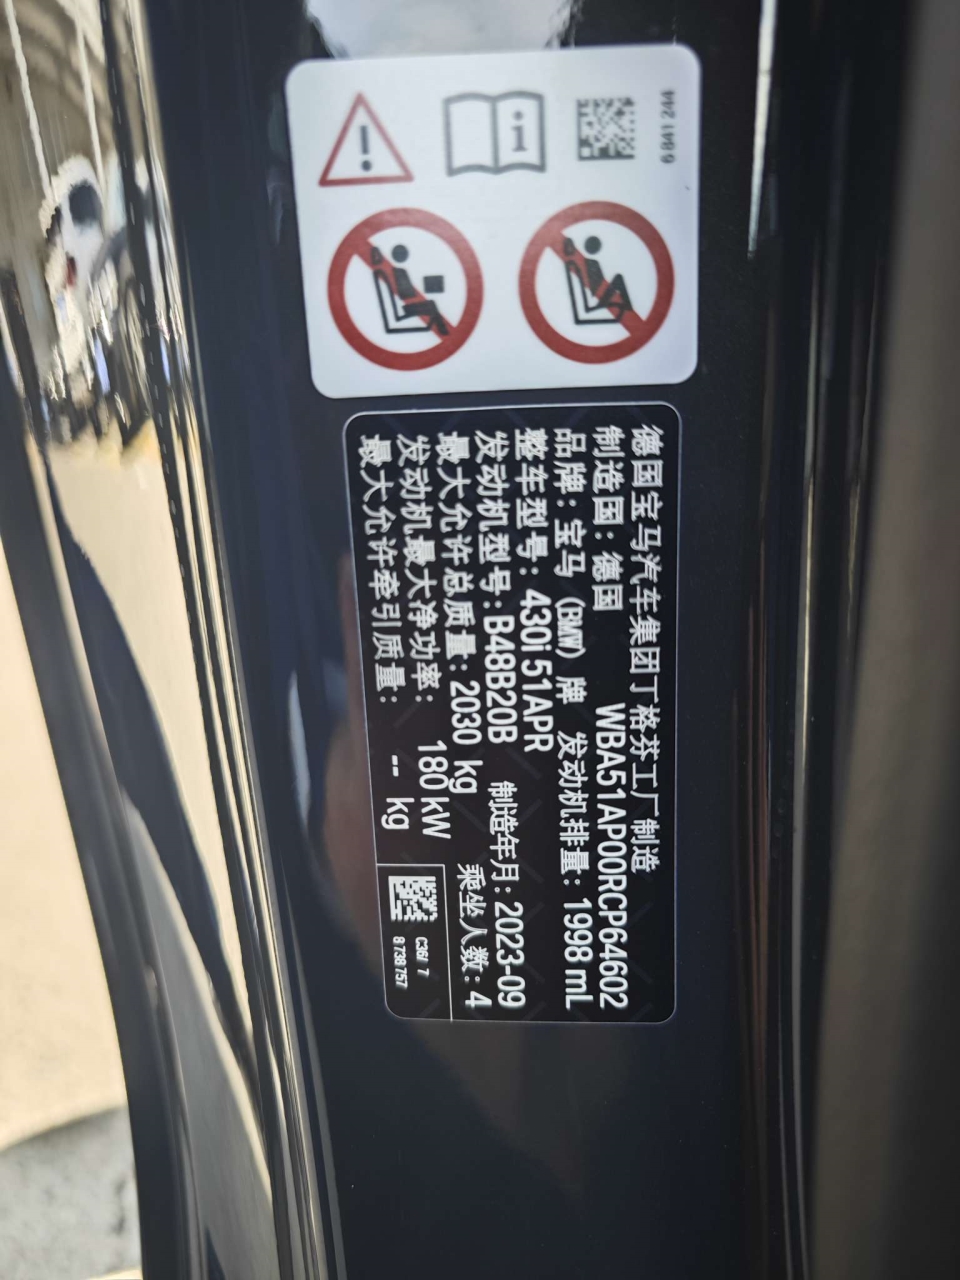 6 841 244
德国宝马汽车集团丁格芬工厂制造
制造国：德国 WBA51AP00RCP64602
品牌：宝马（BMW）牌 发动机排量：1998 mL
整车型号：430i 51APR
发动机型号：B48B20B 制造年月：2023-09
最大允许总质量：2030 kg 乘坐人数：4
发动机最大净功率： 180 kW
最大允许牵引质量： -- kg
C36/ 7
8 738 757